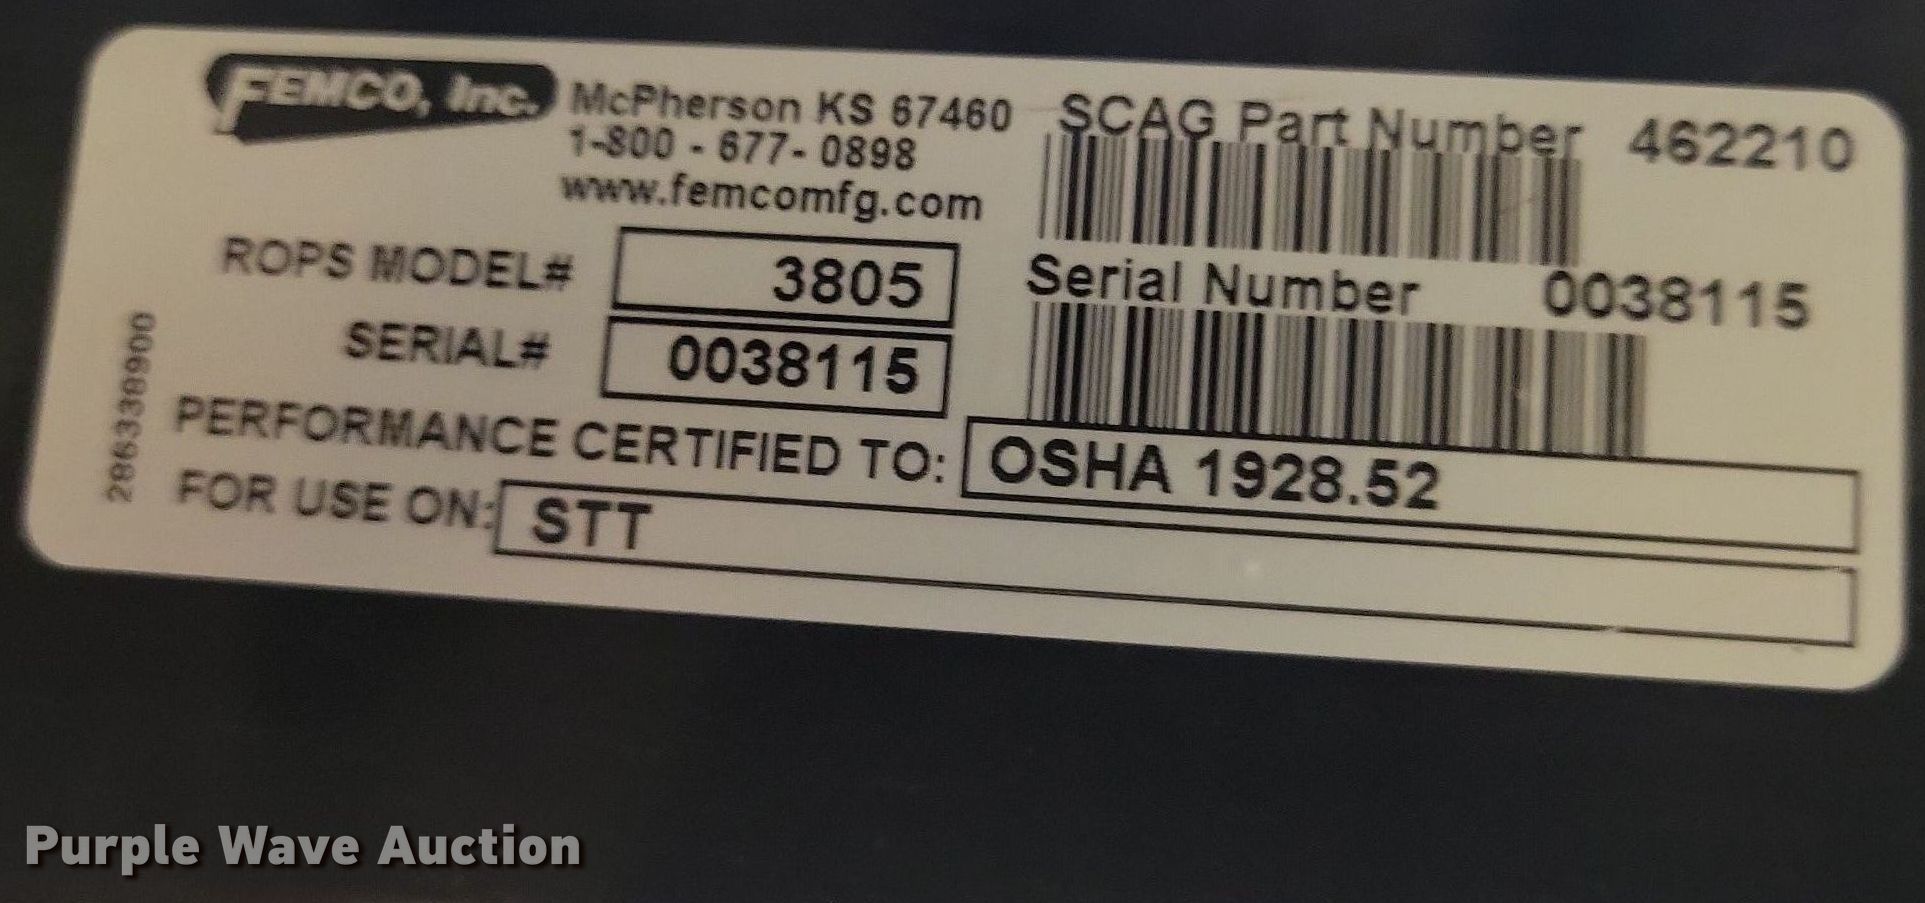 FEMCO, Inc. McPherson KS 67460
1-800 - 677- 0898
www.femcomfg.com
SCAG Part Number 462210
ROPS MODEL# 3805
Serial Number 0038115
SERIAL# 0038115
PERFORMANCE CERTIFIED TO: OSHA 1928.52
FOR USE ON: STT
286338900
Purple Wave Auction